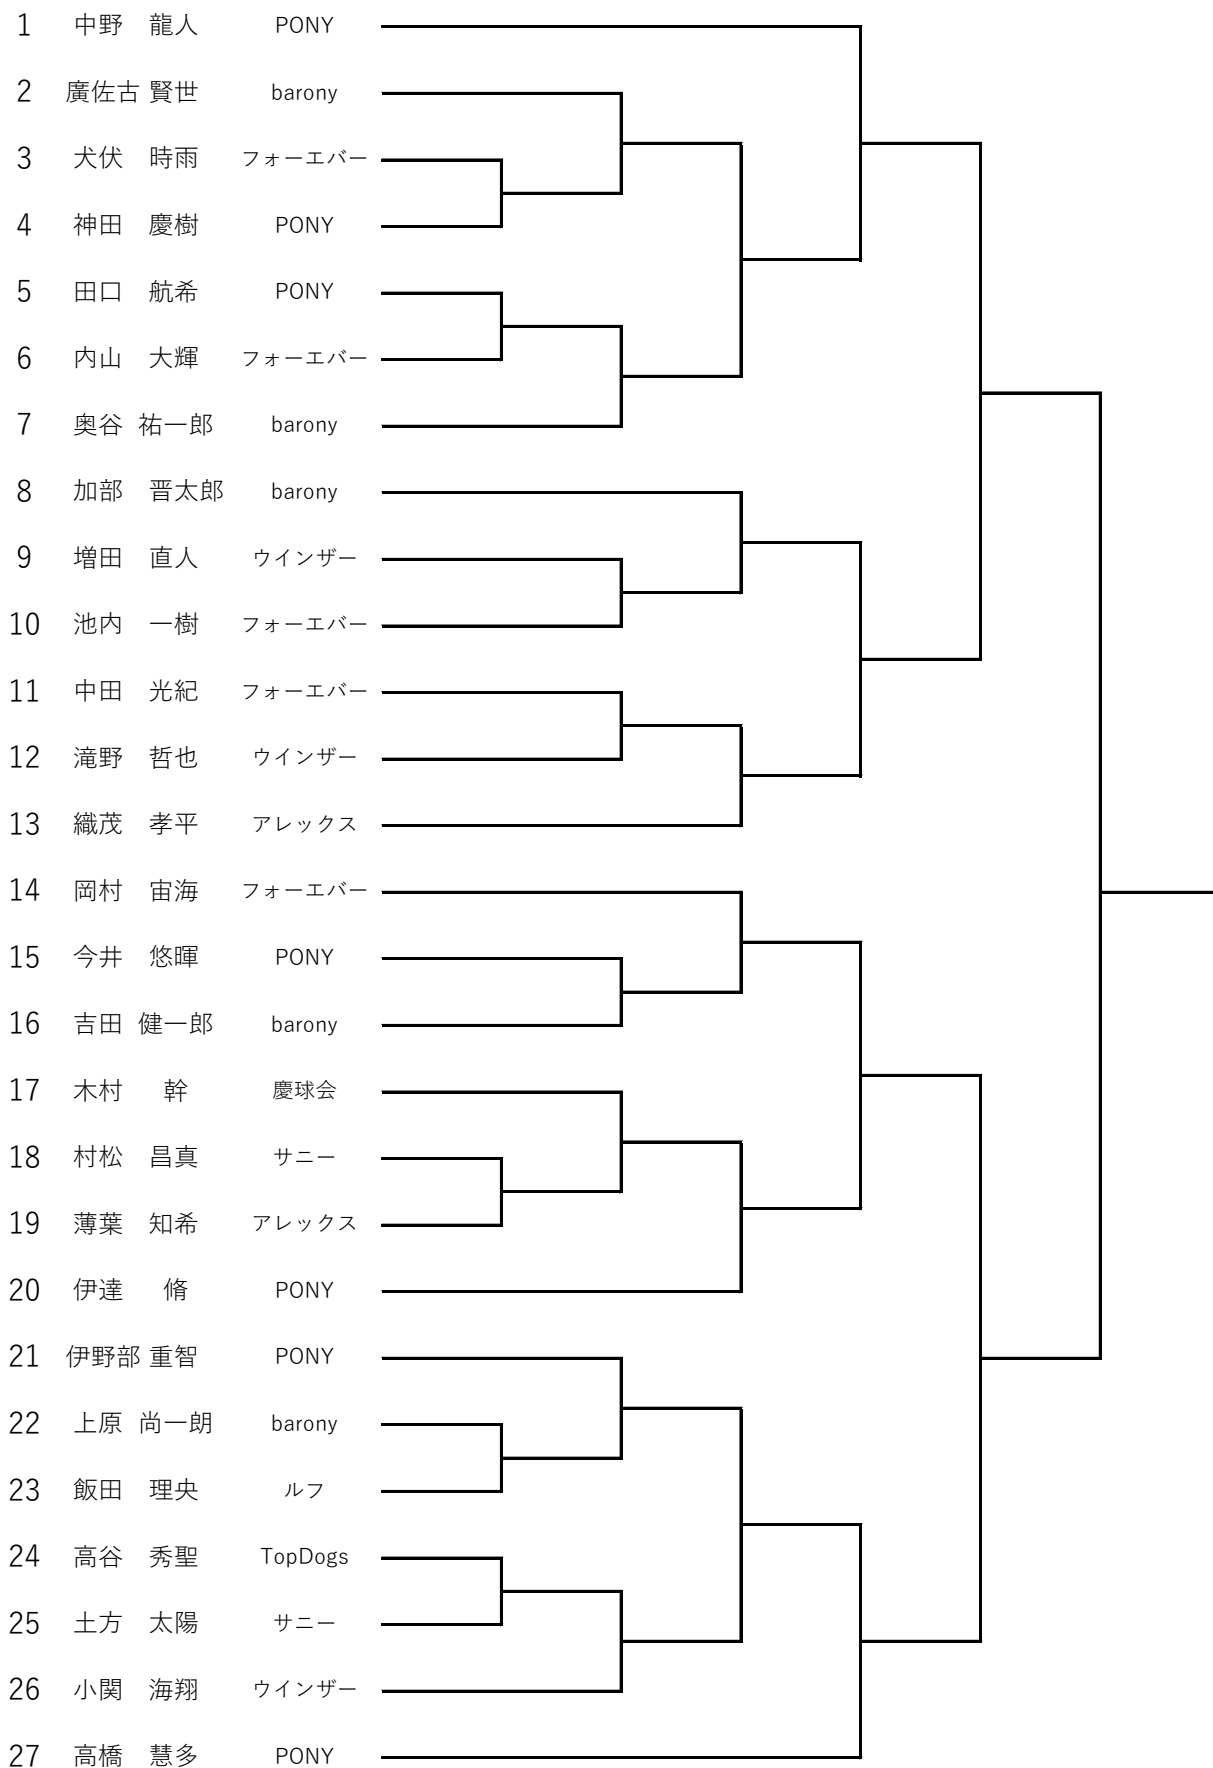 1 中野 龍人 PONY
2 廣佐古 賢世 barony
3 犬伏 時雨 フォーエバー
4 神田 慶樹 PONY
5 田口 航希 PONY
6 内山 大輝 フォーエバー
7 奥谷 祐一郎 barony
8 加部 晋太郎 barony
9 増田 直人 ウインザー
10 池内 一樹 フォーエバー
11 中田 光紀 フォーエバー
12 滝野 哲也 ウインザー
13 織茂 孝平 アレックス
14 岡村 宙海 フォーエバー
15 今井 悠暉 PONY
16 吉田 健一郎 barony
17 木村 幹 慶球会
18 村松 昌真 サニー
19 薄葉 知希 アレックス
20 伊達 脩 PONY
21 伊野部 重智 PONY
22 上原 尚一朗 barony
23 飯田 理央 ルフ
24 高谷 秀聖 TopDogs
25 土方 太陽 サニー
26 小関 海翔 ウインザー
27 高橋 慧多 PONY